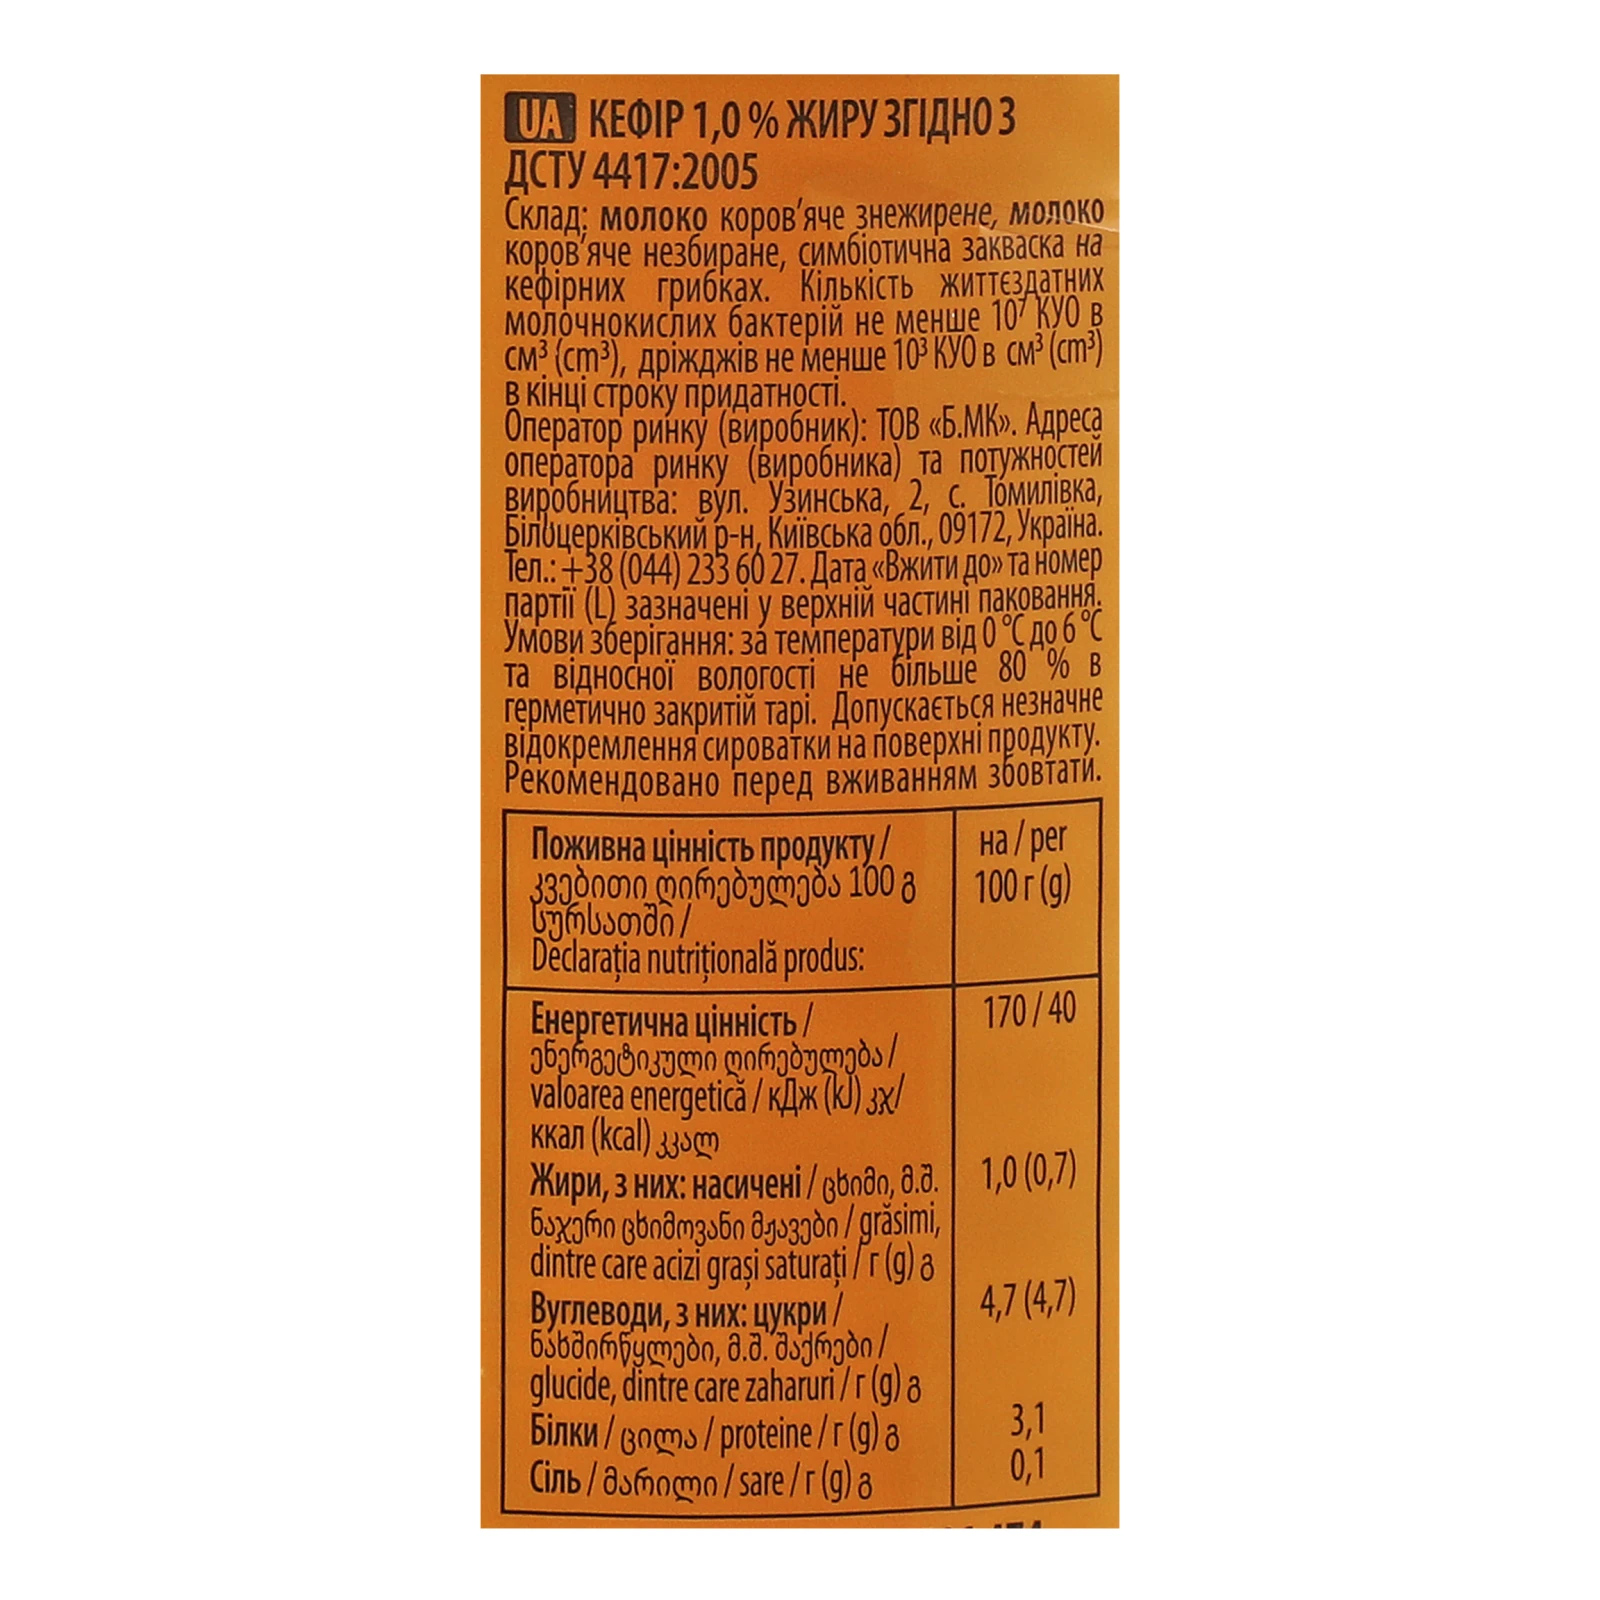 UA КЕФІР 1,0 % ЖИРУ ЗГІДНО З
ДСТУ 4417:2005
Склад: молоко коров’яче знежирене, молоко
коров’яче незбиране, симбіотична закваска на
кефірних грибках. Кількість життєздатних
молочнокислих бактерій не менше 10⁷ КУО в
см³ (cm³), дріжджів не менше 10³ КУО в см³ (cm³)
в кінці строку придатності.
Оператор ринку (виробник): ТОВ «Б.МК». Адреса
оператора ринку (виробника) та потужностей
виробництва: вул. Узинська, 2, с. Томилівка,
Білоцерківський р-н, Київська обл., 09172, Україна.
Тел.: +38 (044) 233 60 27. Дата «Вжити до» та номер
партії (L) зазначені у верхній частині паковання.
Умови зберігання: за температури від 0 °C до 6 °C
та відносної вологості не більше 80 % в
герметично закритій тарі. Допускається незначне
відокремлення сироватки на поверхні продукту.
Рекомендовано перед вживанням збовтати.
Поживна цінність продукту / на / per
კვებითი ღირებულება 100 გ 100 г (g)
სურსათში /
Declarația nutrițională produs:
Енергетична цінність / 170 / 40
ენერგეტიკული ღირებულება /
valoarea energetică / кДж (kJ) კჯ/
ккал (kcal) კკალ
Жири, з них: насичені / ცხიმი, მ.შ. 1,0 (0,7)
ნაჯერი ცხიმოვანი მჟავები / grăsimi,
dintre care acizi grași saturați / г (g) გ
Вуглеводи, з них: цукри / 4,7 (4,7)
ნახშირწყლები, მ.შ. შაქრები /
glucide, dintre care zaharuri / г (g) გ
Білки / ცილა / proteine / г (g) გ 3,1
Сіль / მარილი / sare / г (g) გ 0,1